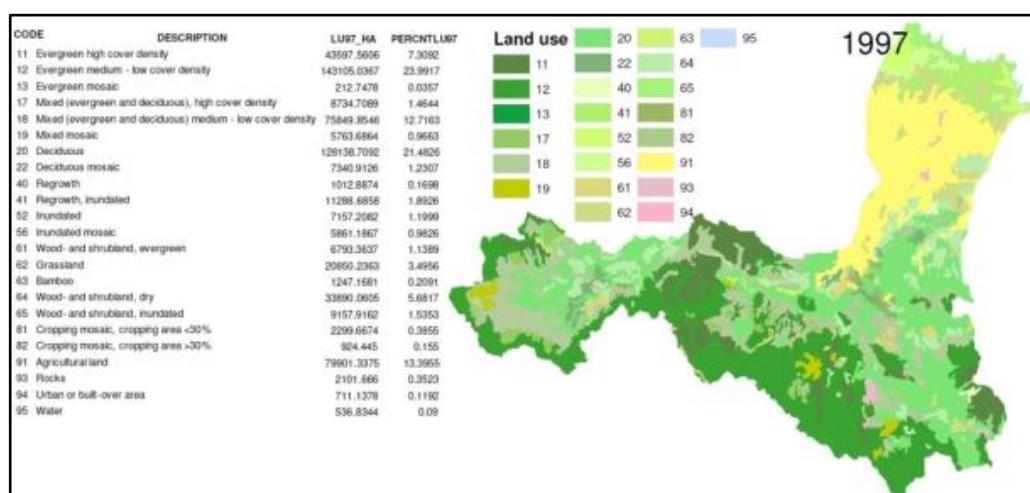 CODE DESCRIPTION LU97_HA PERCNTLU97
11 Evergreen high cover density 43597.5606 7.3092
12 Evergreen medium - low cover density 143105.0367 23.9917
13 Evergreen mosaic 212.7478 0.0357
17 Mixed (evergreen and deciduous), high cover density 8734.7089 1.4644
18 Mixed (evergreen and deciduous) medium - low cover density 75849.8546 12.7163
19 Mixed mosaic 5763.6864 0.9663
20 Deciduous 128138.7092 21.4826
22 Deciduous mosaic 7340.9126 1.2307
40 Regrowth 1012.8874 0.1698
41 Regrowth, inundated 11288.6858 1.8926
52 Inundated 7157.2082 1.1999
56 Inundated mosaic 5861.1867 0.9826
61 Wood- and shrubland, evergreen 6793.3637 1.1389
62 Grassland 20850.2363 3.4956
63 Bamboo 1247.1681 0.2091
64 Wood- and shrubland, dry 33890.0605 5.6817
65 Wood- and shrubland, inundated 9157.9162 1.5353
81 Cropping mosaic, cropping area <30% 2299.6674 0.3855
82 Cropping mosaic, cropping area >30% 924.445 0.155
91 Agricultural land 79901.3375 13.3955
93 Rocks 2101.666 0.3523
94 Urban or built-over area 711.1378 0.1192
95 Water 536.8344 0.09
Land use
11
12
13
17
18
19
20
22
40
41
52
56
61
62
63
64
65
81
82
91
93
94
95
1997